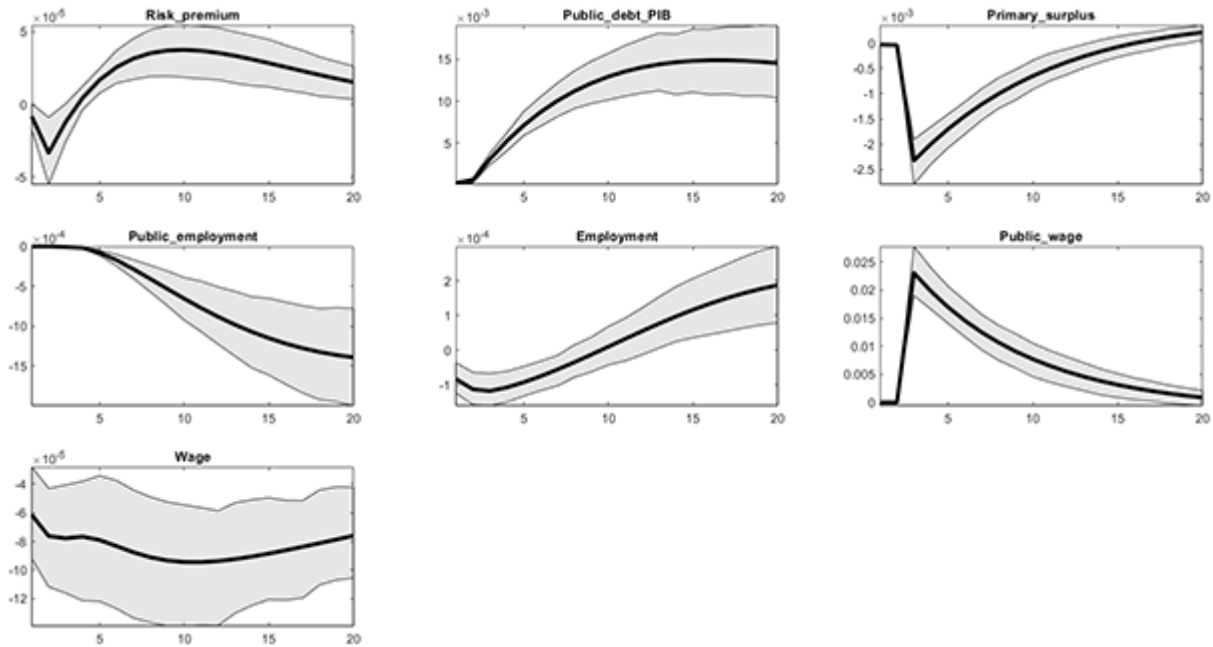 Risk_premium
×10-5
5
0
-5
5 10 15 20
Public_debt_PIB
×10-3
15
10
5
5 10 15 20
Primary_surplus
×10-3
0
-0.5
-1
-1.5
-2
-2.5
5 10 15 20
Public_employment
×10-4
0
-5
-10
-15
5 10 15 20
Employment
×10-4
2
1
0
-1
5 10 15 20
Public_wage
0.025
0.02
0.015
0.01
0.005
0
5 10 15 20
Wage
×10-5
-4
-6
-8
-10
-12
5 10 15 20